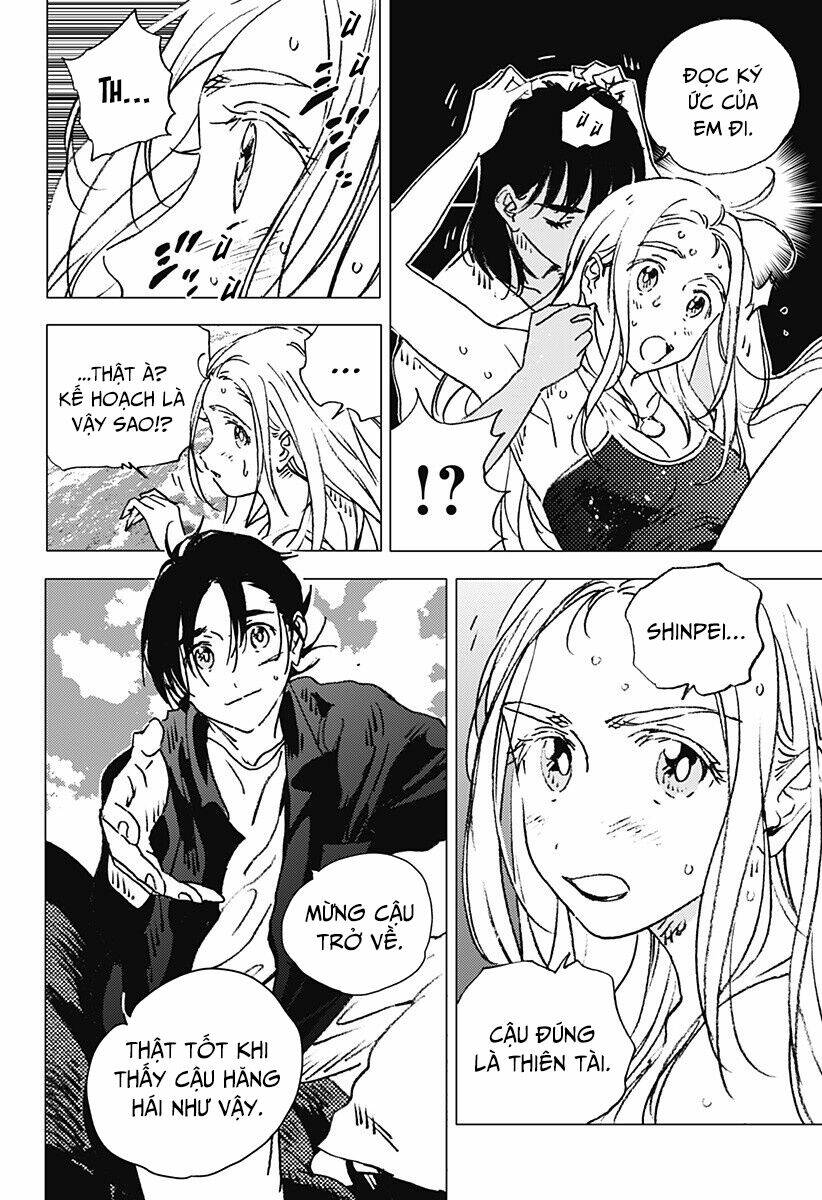 ĐỌC KÝ
ỨC CỦA
EM ĐI.
Ừ
Ừ
!?
TH...
Ừ
Ừ
Ừ
Ừ
...
...THẬT À?
KẾ HOẠCH LÀ
VẬY SAO!?
SHINPEI...
CẬU ĐÚNG
LÀ THIÊN TÀI.
MỪNG CẬU
TRỞ VỀ.
THẬT TỐT KHI
THẤY CẬU HĂNG
HÁI NHƯ VẬY.